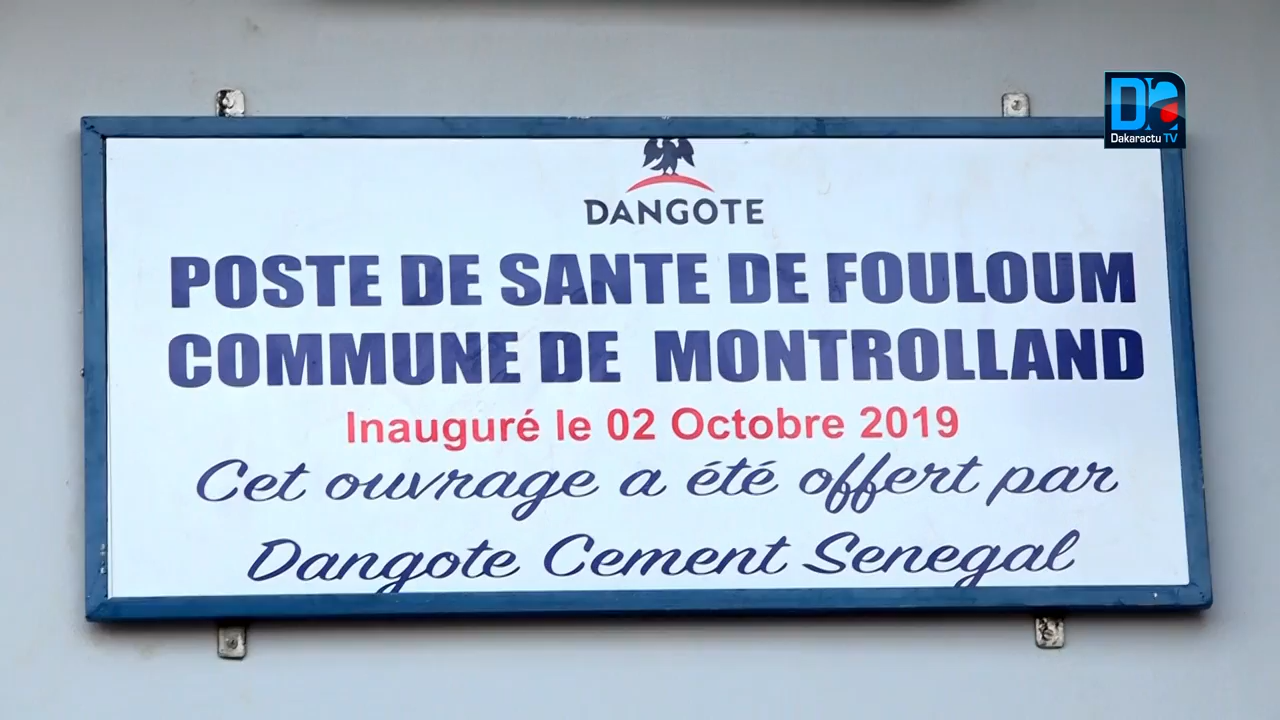 Dakaractu TV
DANGOTE
POSTE DE SANTE DE FOULOUM
COMMUNE DE MONTROLLAND
Inauguré le 02 Octobre 2019
Cet ouvrage a été offert par
Dangote Cement Senegal